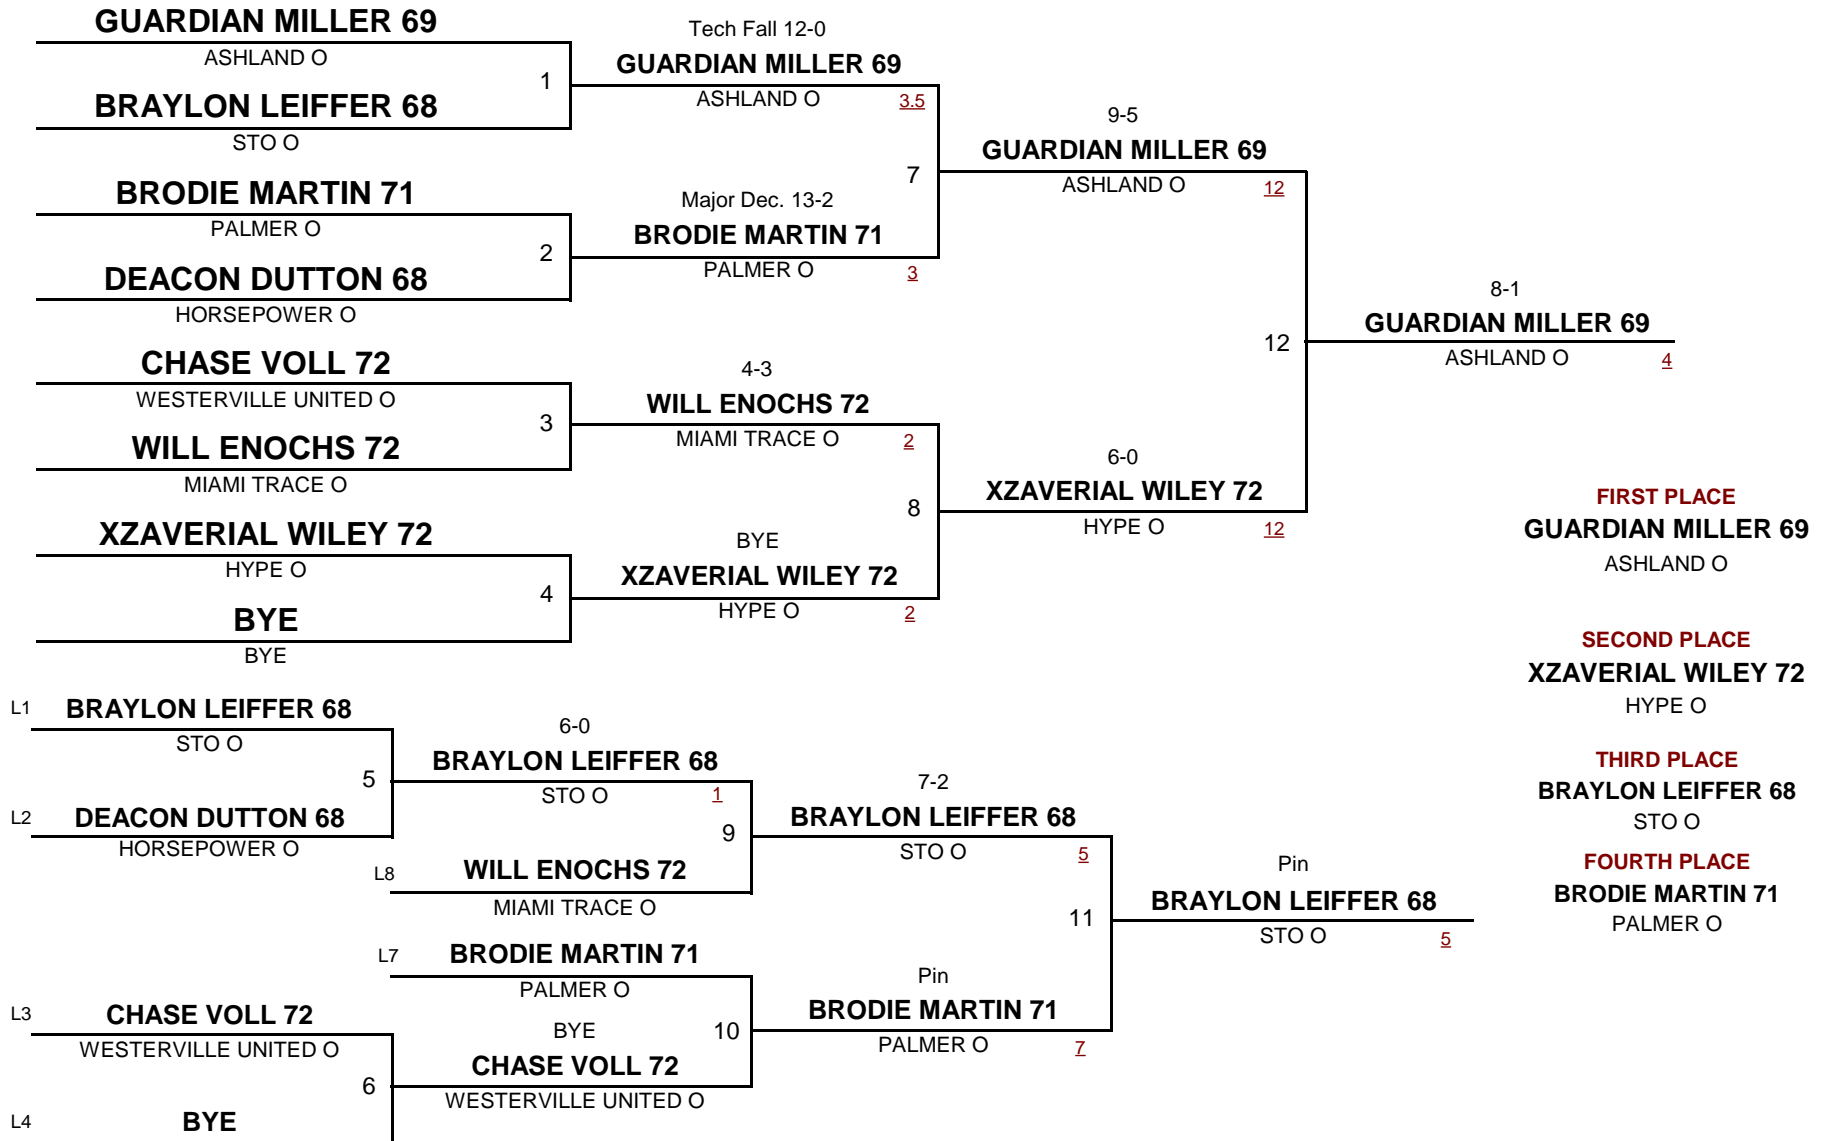 GUARDIAN MILLER 69
ASHLAND O
1
BRAYLON LEIFFER 68
STO O
BRODIE MARTIN 71
PALMER O
2
DEACON DUTTON 68
HORSEPOWER O
CHASE VOLL 72
WESTERVILLE UNITED O
3
WILL ENOCHS 72
MIAMI TRACE O
XZAVERIAL WILEY 72
HYPE O
4
BYE
BYE
Tech Fall 12-0
GUARDIAN MILLER 69
ASHLAND O
3.5
7
Major Dec. 13-2
BRODIE MARTIN 71
PALMER O
3
4-3
WILL ENOCHS 72
MIAMI TRACE O
2
8
BYE
XZAVERIAL WILEY 72
HYPE O
2
9-5
GUARDIAN MILLER 69
ASHLAND O
12
12
6-0
XZAVERIAL WILEY 72
HYPE O
12
8-1
GUARDIAN MILLER 69
ASHLAND O
4
FIRST PLACE
GUARDIAN MILLER 69
ASHLAND O
SECOND PLACE
XZAVERIAL WILEY 72
HYPE O
THIRD PLACE
BRAYLON LEIFFER 68
STO O
FOURTH PLACE
BRODIE MARTIN 71
PALMER O
L1
BRAYLON LEIFFER 68
STO O
5
L2
DEACON DUTTON 68
HORSEPOWER O
6-0
BRAYLON LEIFFER 68
STO O
1
9
L8
WILL ENOCHS 72
MIAMI TRACE O
L7
BRODIE MARTIN 71
PALMER O
10
L3
CHASE VOLL 72
WESTERVILLE UNITED O
6
L4
BYE
BYE
CHASE VOLL 72
WESTERVILLE UNITED O
7-2
BRAYLON LEIFFER 68
STO O
5
11
Pin
BRODIE MARTIN 71
PALMER O
7
Pin
BRAYLON LEIFFER 68
STO O
5